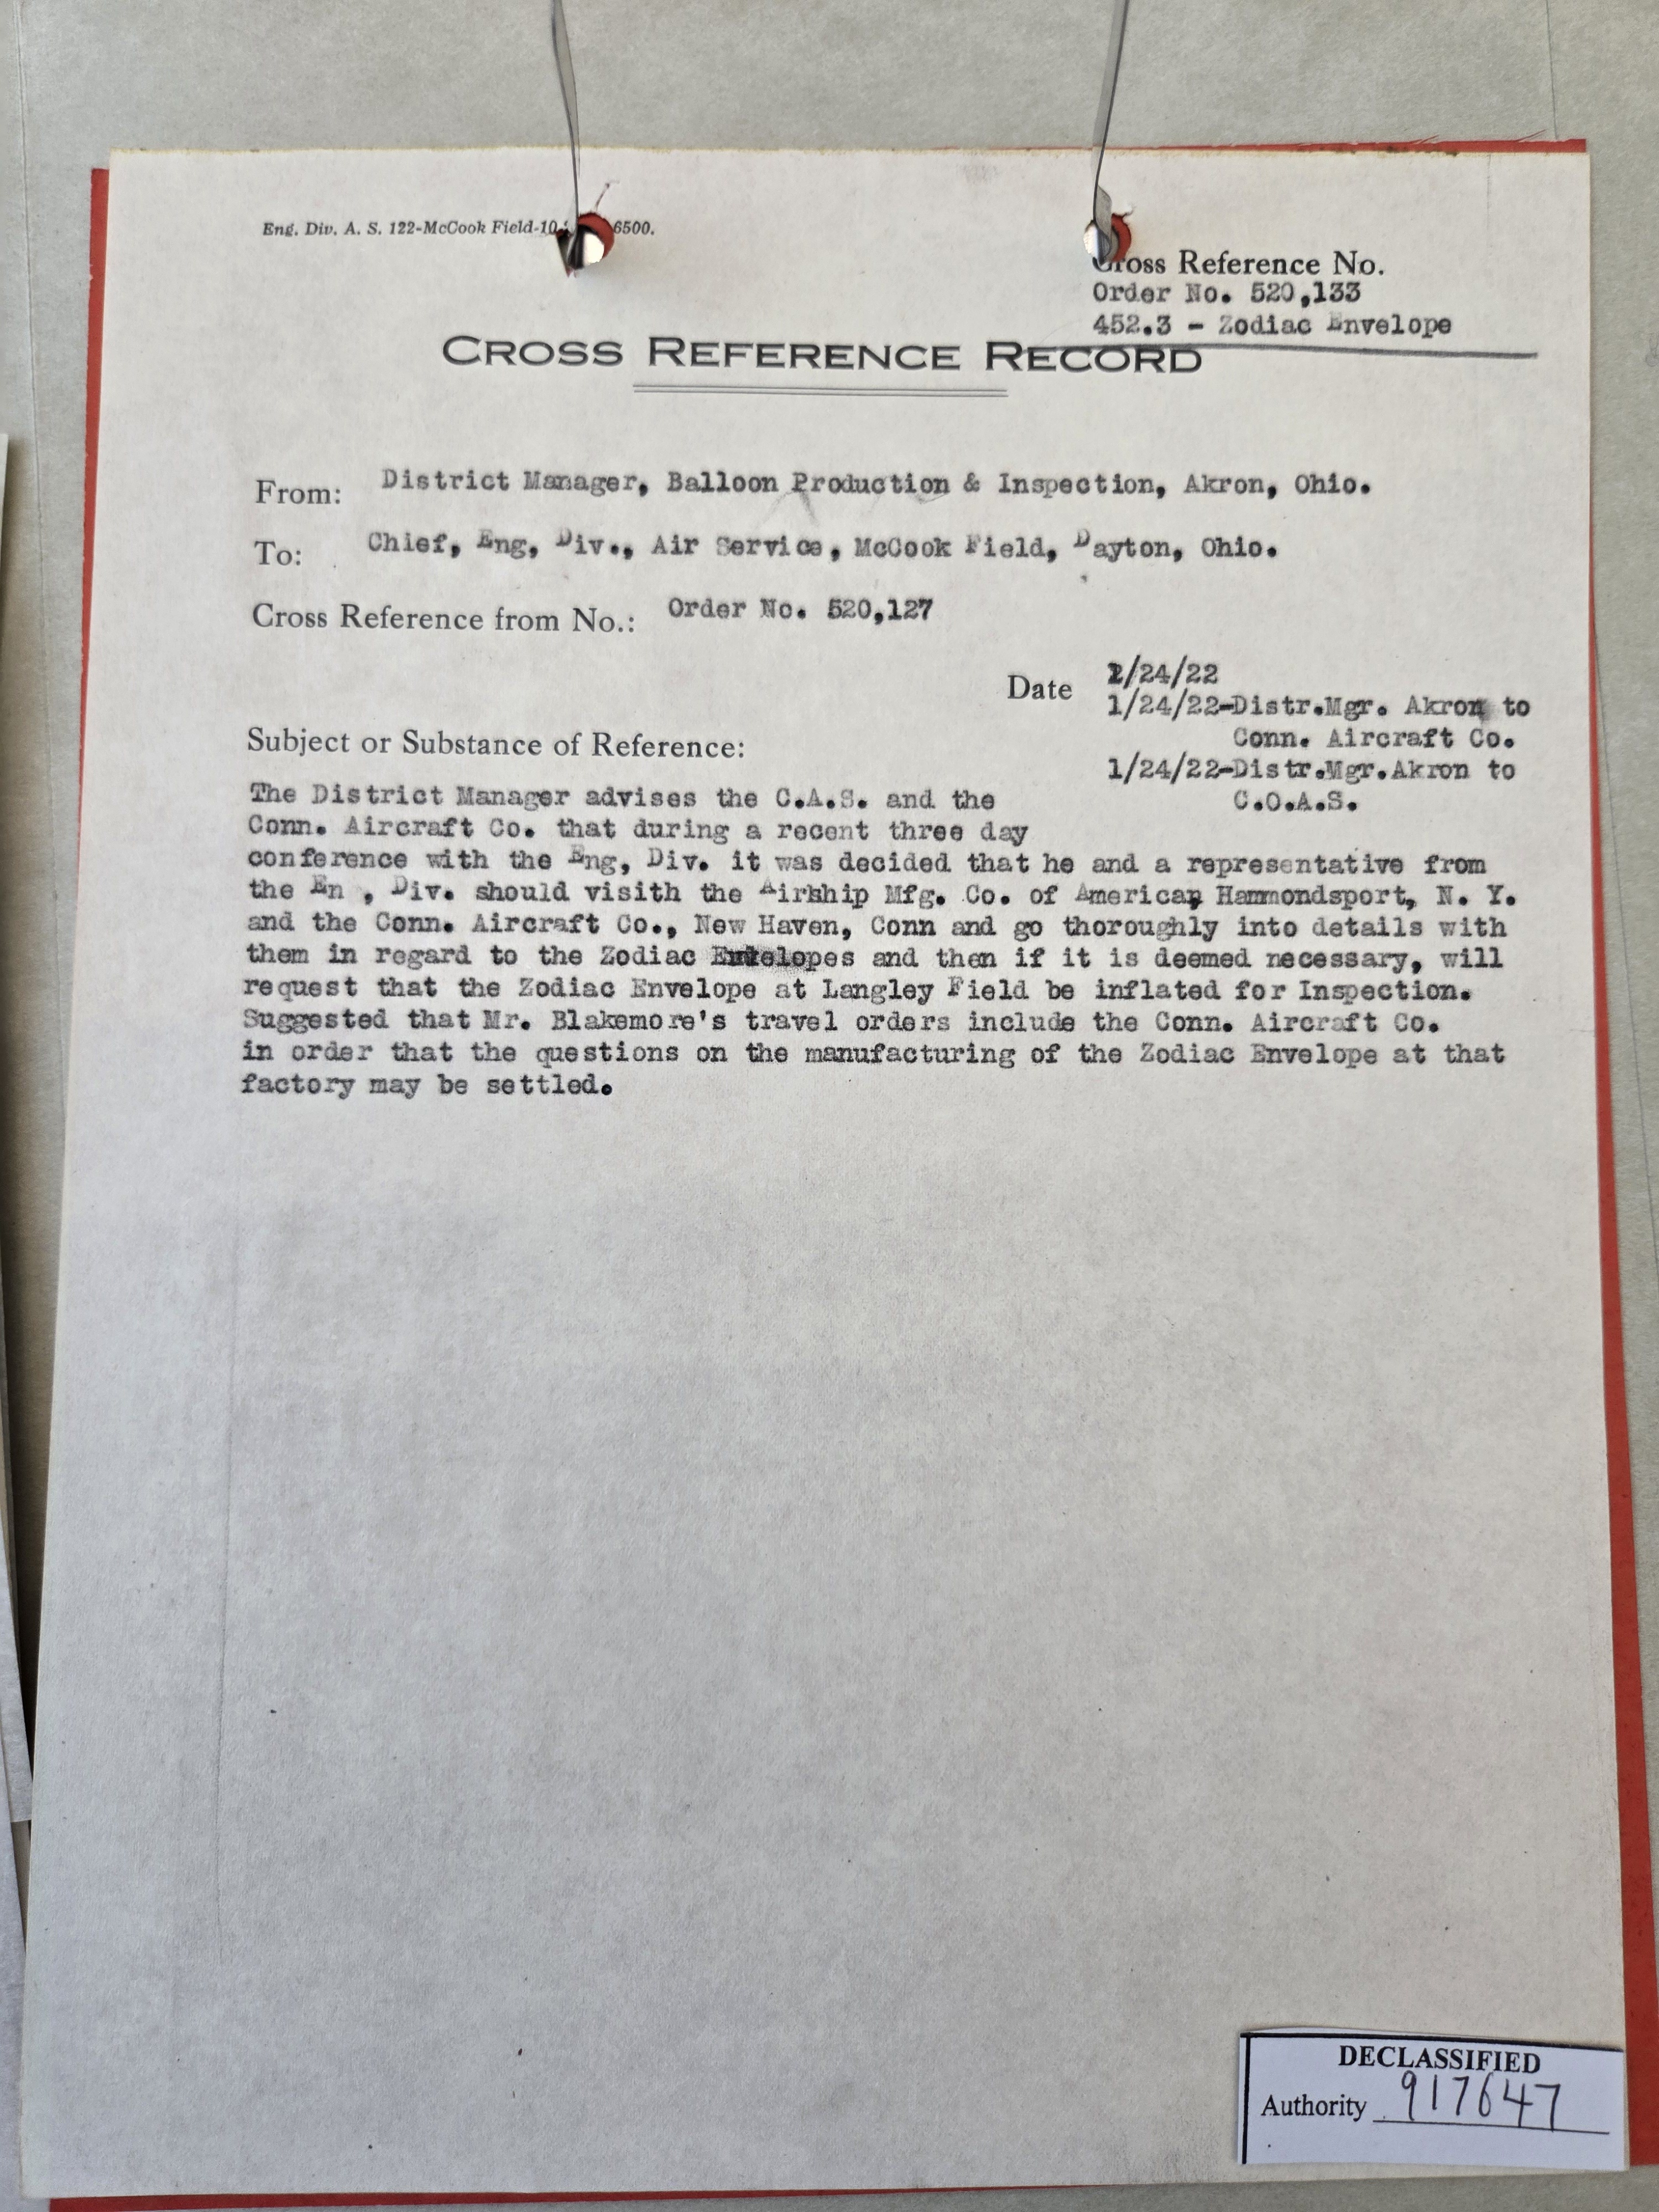 Eng. Div. A. S. 122-McCook Field-10 6500.
Cross Reference No.
Order No. 520,133
452.3 - Zodiac Envelope
CROSS REFERENCE RECORD
From: District Manager, Balloon Production & Inspection, Akron, Ohio.
To: Chief, Eng, Div., Air Service, McCook Field, Dayton, Ohio.
Cross Reference from No.: Order No. 520,127
Date 1/24/22
1/24/22-Distr.Mgr. Akron to
Conn. Aircraft Co.
1/24/22-Distr.Mgr.Akron to
C.O.A.S.
Subject or Substance of Reference:
The District Manager advises the C.A.S. and the
Conn. Aircraft Co. that during a recent three day
conference with the Eng, Div. it was decided that he and a representative from
the En , Div. should visith the Airship Mfg. Co. of American Hammondsport, N. Y.
and the Conn. Aircraft Co., New Haven, Conn and go thoroughly into details with
them in regard to the Zodiac Envelopes and then if it is deemed necessary, will
request that the Zodiac Envelope at Langley Field be inflated for Inspection.
Suggested that Mr. Blakemore's travel orders include the Conn. Aircraft Co.
in order that the questions on the manufacturing of the Zodiac Envelope at that
factory may be settled.
DECLASSIFIED
Authority 917647